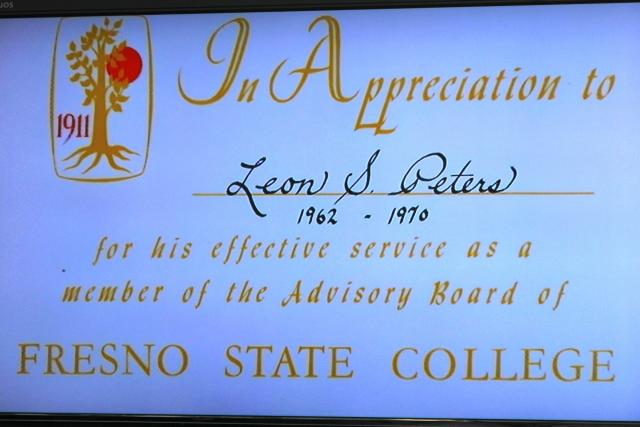 1911
In Appreciation to
Leon S. Peters
1962 - 1970
for his effective service as a
member of the Advisory Board of
FRESNO STATE COLLEGE